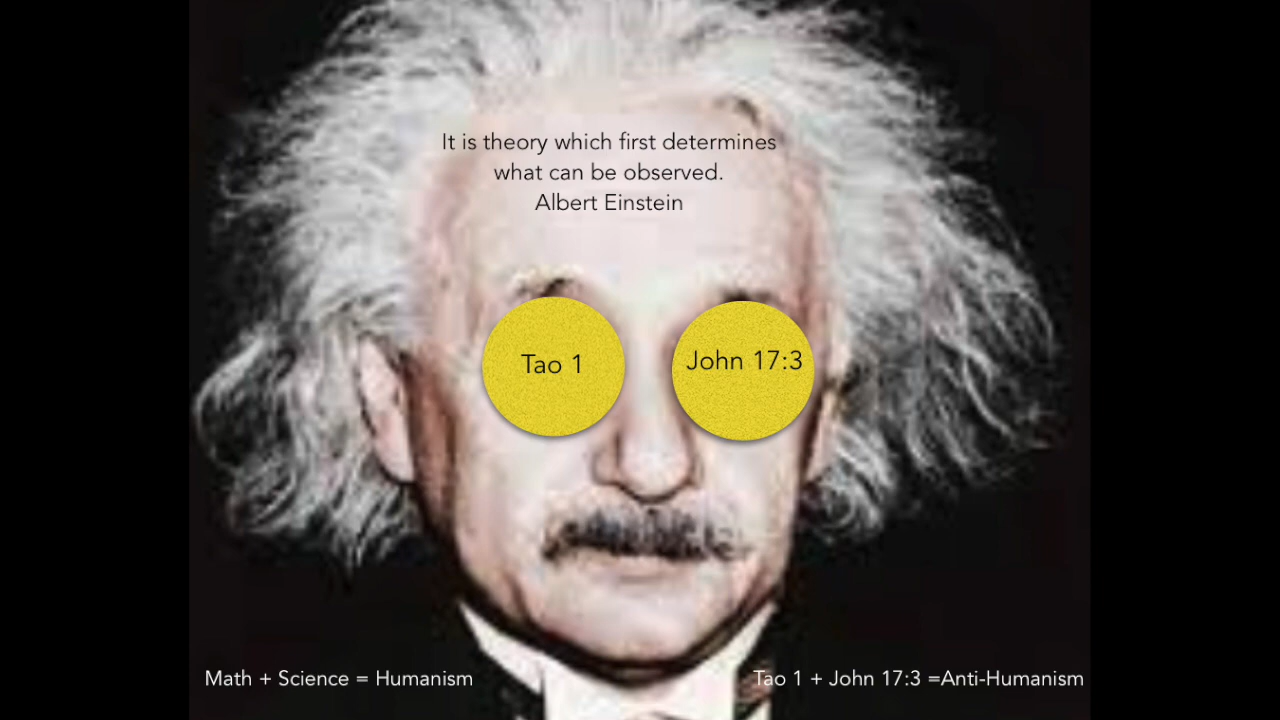 It is theory which first determines
what can be observed.
Albert Einstein
Tao 1
John 17:3
Math + Science = Humanism
Tao 1 + John 17:3 =Anti-Humanism